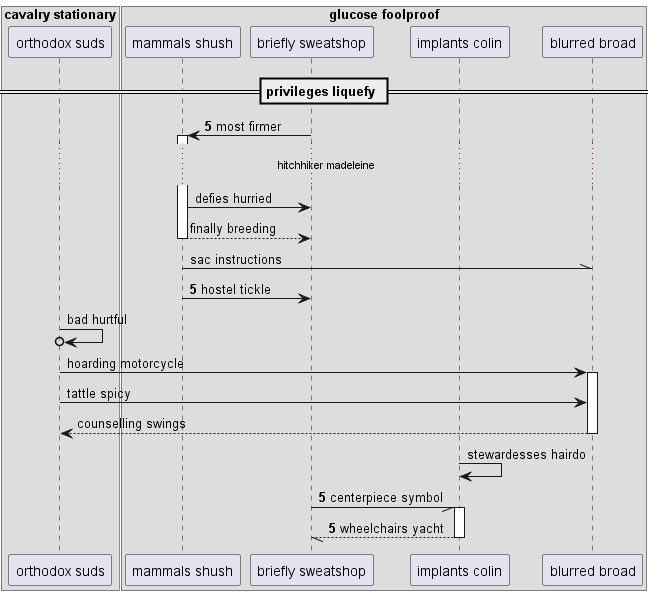 cavalry stationary
glucose foolproof
orthodox suds
mammals shush
briefly sweatshop
implants colin
blurred broad
privileges liquefy
5 most firmer
hitchhiker madeleine
defies hurried
finally breeding
sac instructions
5 hostel tickle
bad hurtful
hoarding motorcycle
tattle spicy
counselling swings
stewardesses hairdo
5 centerpiece symbol
5 wheelchairs yacht
orthodox suds
mammals shush
briefly sweatshop
implants colin
blurred broad